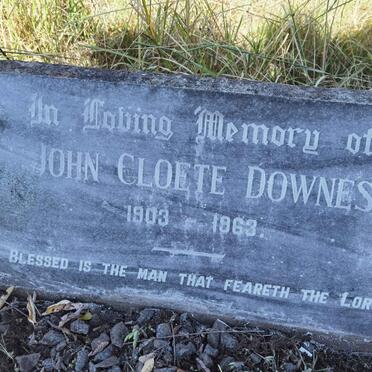 In Loving Memory of
JOHN CLOETE DOWNES
1903 - 1963.
BLESSED IS THE MAN THAT FEARETH THE LOR